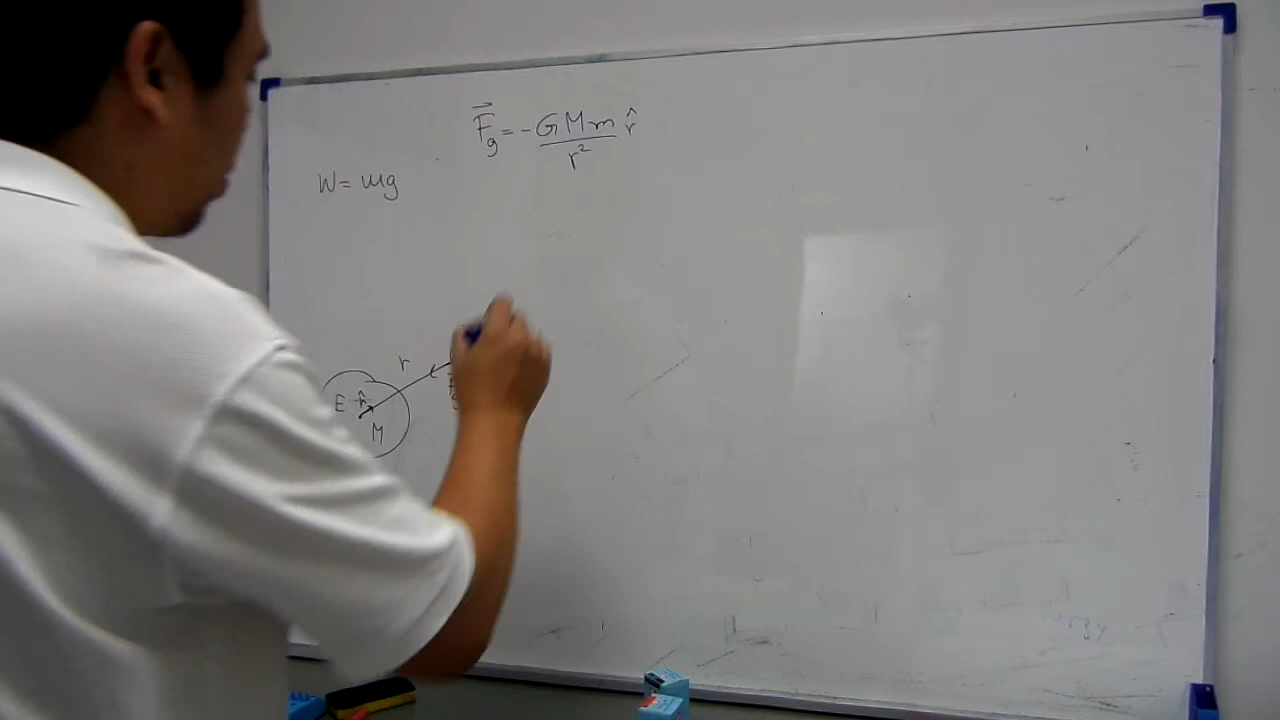 F⃗g = - GMm/r² r̂
W = mg
r
E r̂
M